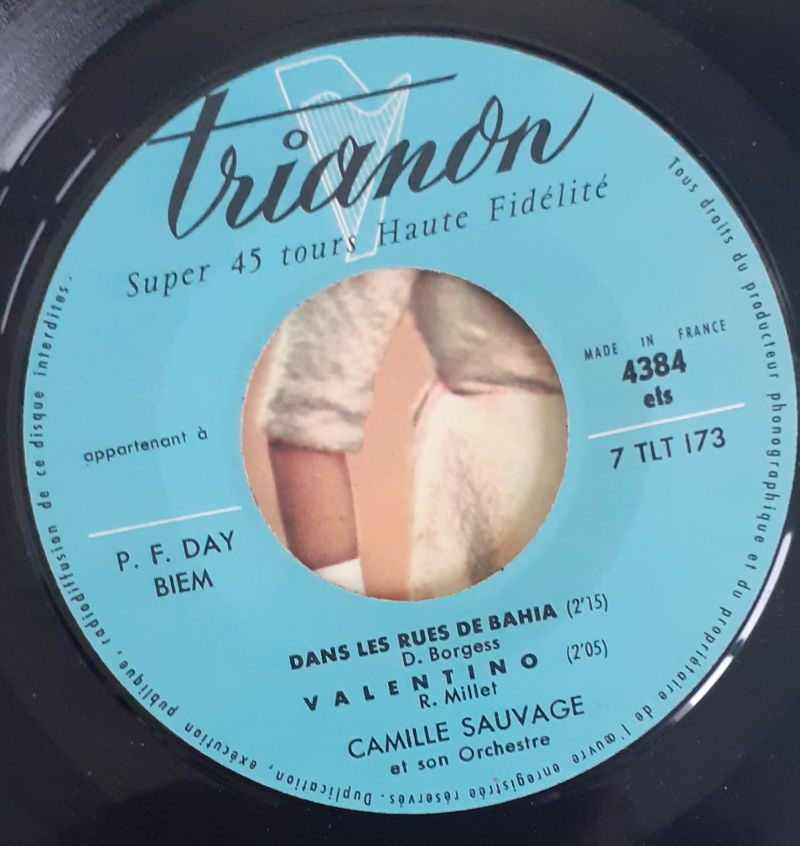 trianon
Super 45 tours Haute Fidélité
MADE IN FRANCE
4384
els
7 TLT 173
appartenant à
P. F. DAY
BIEM
DANS LES RUES DE BAHIA (2'15)
D. Borgess
VALENTINO (2'05)
R. Millet
CAMILLE SAUVAGE
et son Orchestre
Tous droits du producteur phonographique et du propriétaire de l'œuvre enregistrée réservés. Duplication, exécution publique, radiodiffusion de ce disque interdites.